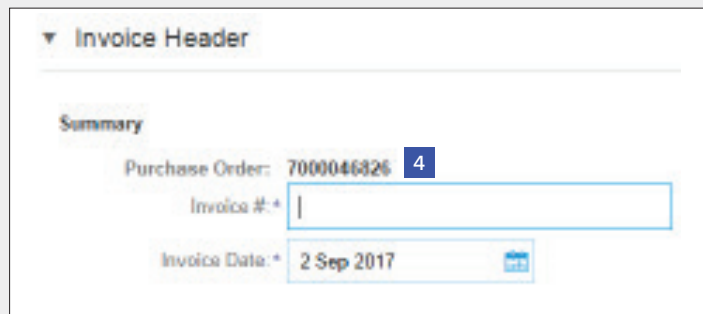 Invoice Header
Summary
Purchase Order: 7000046826 4
Invoice #:*
Invoice Date:* 2 Sep 2017